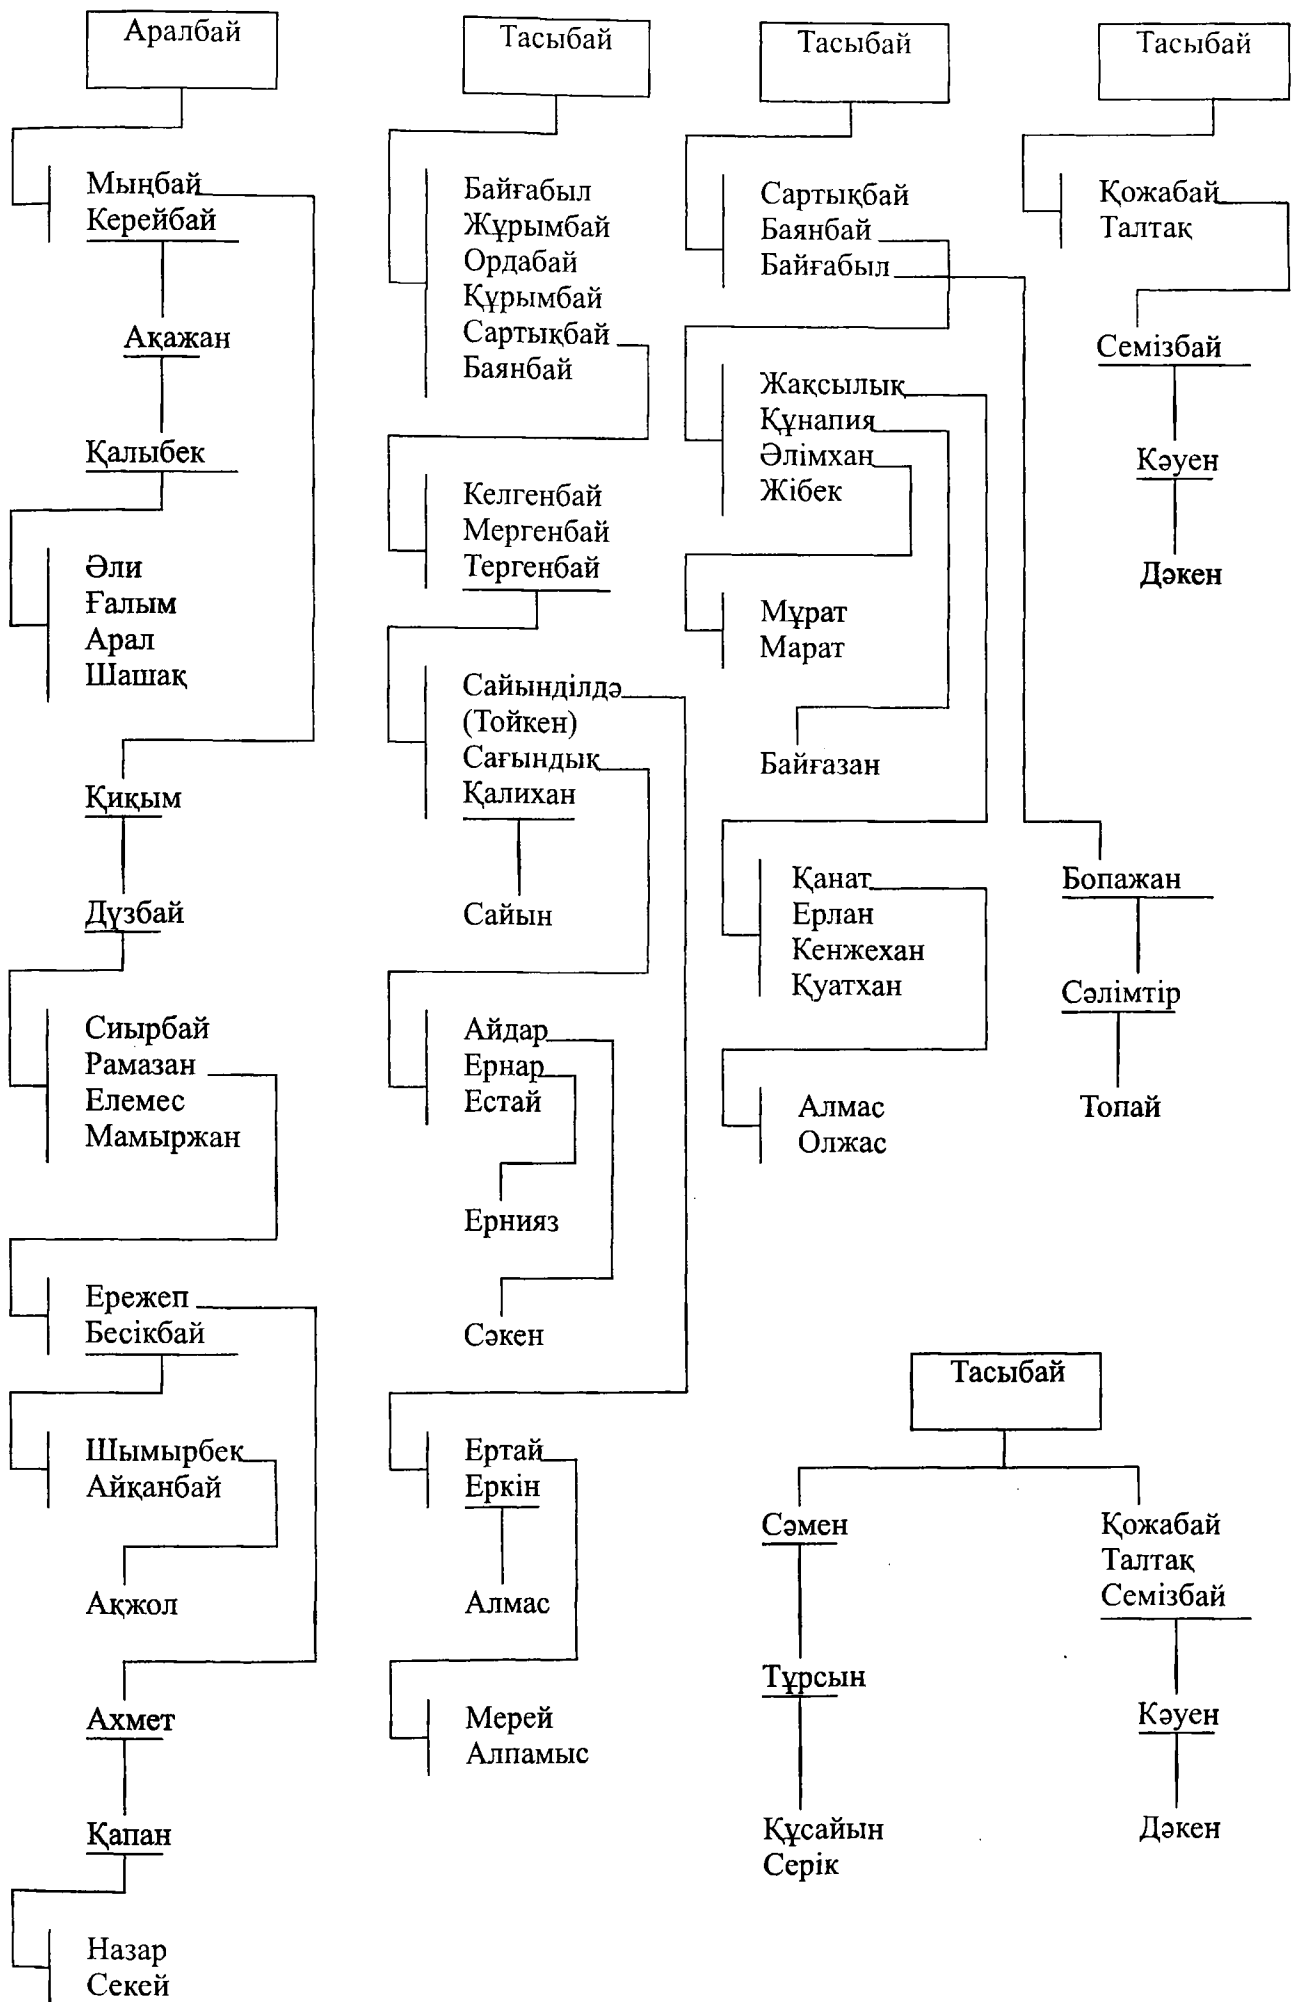 Аралбай
Мыңбай
Керейбай
Ақажан
Қалыбек
Әли
Ғалым
Арал
Шашақ
Қиқым
Дүзбай
Сиырбай
Рамазан
Елемес
Мамыржан
Ережеп
Бесікбай
Шымырбек
Айқанбай
Ақжол
Ахмет
Қапан
Назар
Секей
Тасыбай
Байғабыл
Жұрымбай
Ордабай
Құрымбай
Сартықбай
Баянбай
Келгенбай
Мергенбай
Тергенбай
Сайынділдә
(Тойкен)
Сағындық
Қалихан
Сайын
Айдар
Ернар
Естай
Ернияз
Сәкен
Ертай
Еркін
Алмас
Мерей
Алпамыс
Тасыбай
Сартықбай
Баянбай
Байғабыл
Жақсылық
Құнапия
Әлімхан
Жібек
Мұрат
Марат
Байғазан
Қанат
Ерлан
Кенжехан
Қуатхан
Алмас
Олжас
Бопажан
Сәлімтір
Топай
Тасыбай
Қожабай
Талтақ
Семізбай
Кәуен
Дәкен
Тасыбай
Сәмен
Тұрсын
Құсайын
Серік
Қожабай
Талтақ
Семізбай
Кәуен
Дәкен